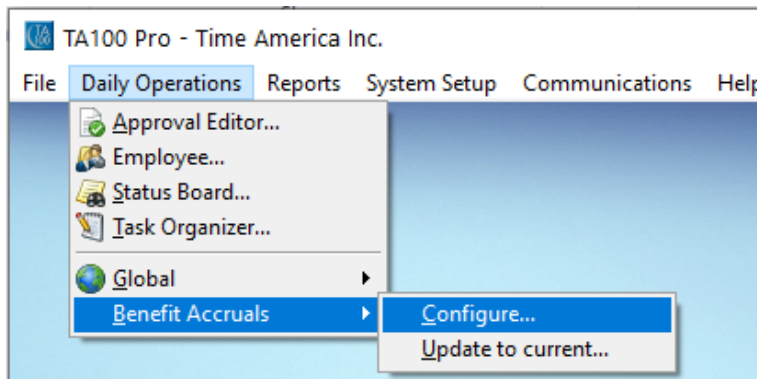 TA100 Pro - Time America Inc.
File Daily Operations Reports System Setup Communications Help
Approval Editor...
Employee...
Status Board...
Task Organizer...
Global
Benefit Accruals
Configure...
Update to current...